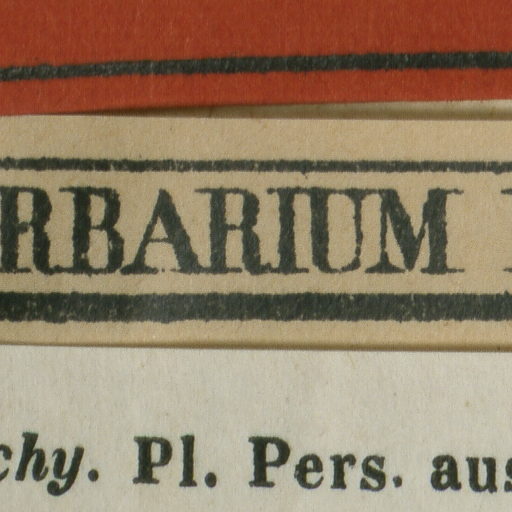 RBARIUM
chy. Pl. Pers. aus